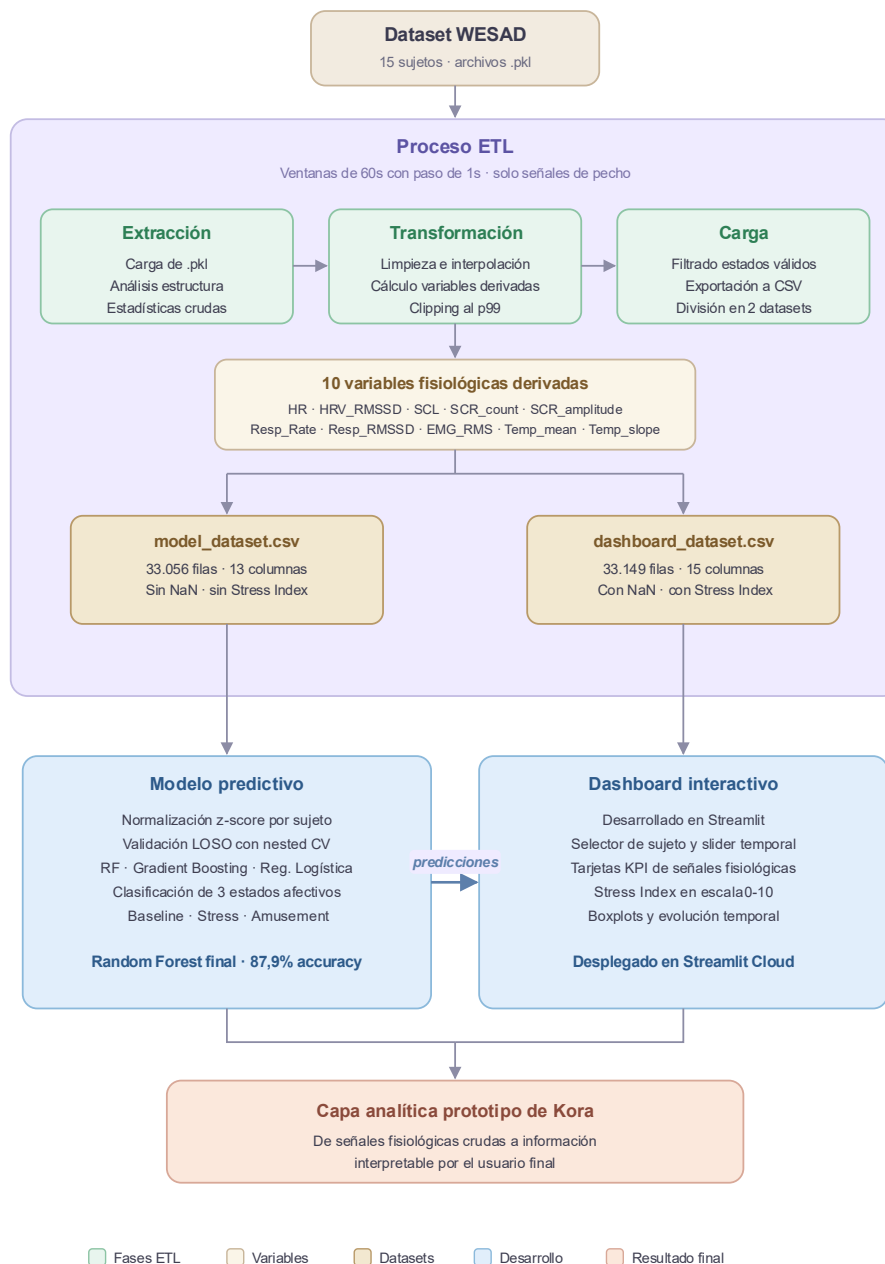 Dataset WESAD
15 sujetos · archivos .pkl
Proceso ETL
Ventanas de 60s con paso de 1s · solo señales de pecho
Extracción
Carga de .pkl
Análisis estructura
Estadísticas crudas
Transformación
Limpieza e interpolación
Cálculo variables derivadas
Clipping al p99
Carga
Filtrado estados válidos
Exportación a CSV
División en 2 datasets
10 variables fisiológicas derivadas
HR · HRV_RMSSD · SCL · SCR_count · SCR_amplitude
Resp_Rate · Resp_RMSSD · EMG_RMS · Temp_mean · Temp_slope
model_dataset.csv
33.056 filas · 13 columnas
Sin NaN · sin Stress Index
dashboard_dataset.csv
33.149 filas · 15 columnas
Con NaN · con Stress Index
Modelo predictivo
Normalización z-score por sujeto
Validación LOSO con nested CV
RF · Gradient Boosting · Reg. Logística
Clasificación de 3 estados afectivos
Baseline · Stress · Amusement
Random Forest final · 87,9% accuracy
predicciones
Dashboard interactivo
Desarrollado en Streamlit
Selector de sujeto y slider temporal
Tarjetas KPI de señales fisiológicas
Stress Index en escala0-10
Boxplots y evolución temporal
Desplegado en Streamlit Cloud
Capa analítica prototipo de Kora
De señales fisiológicas crudas a información
interpretable por el usuario final
Fases ETL
Variables
Datasets
Desarrollo
Resultado final